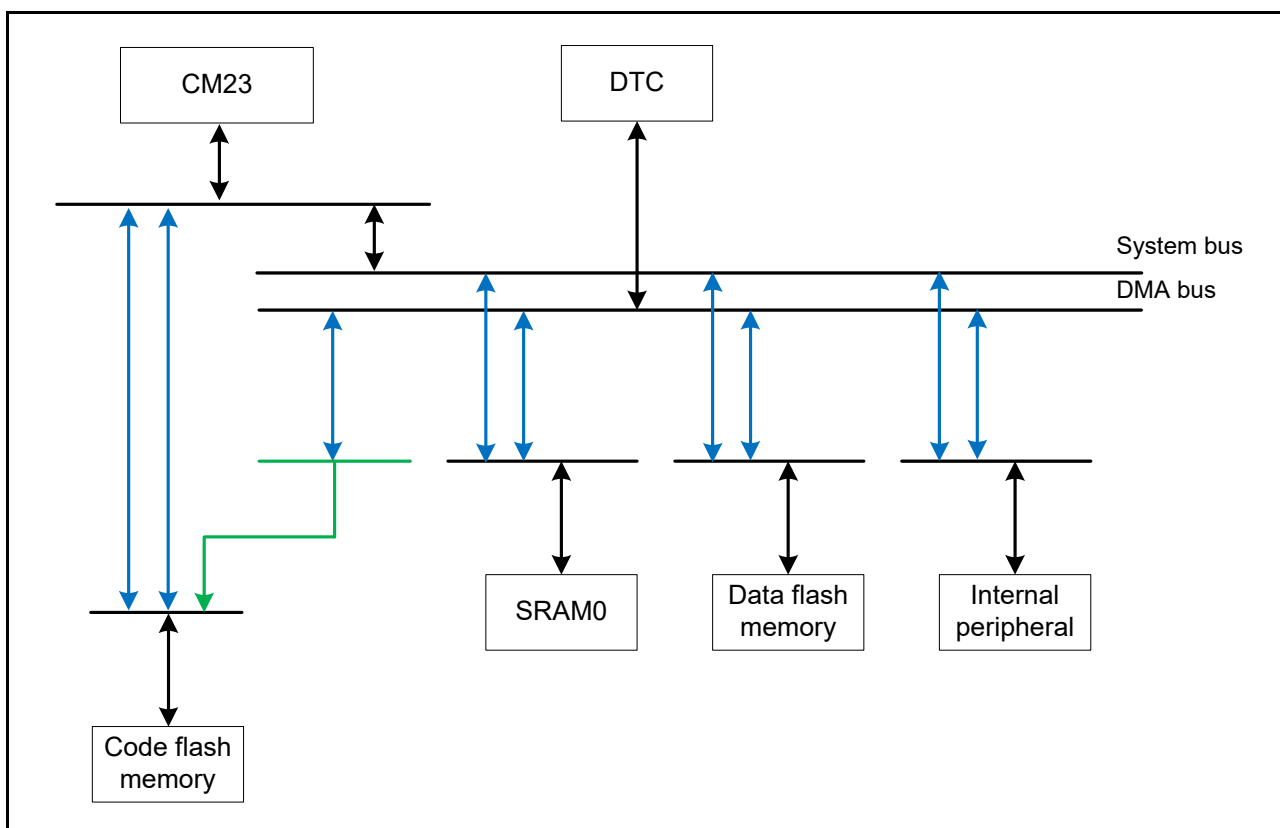 CM23
DTC
System bus
DMA bus
SRAM0
Data flash
memory
Internal
peripheral
Code flash
memory